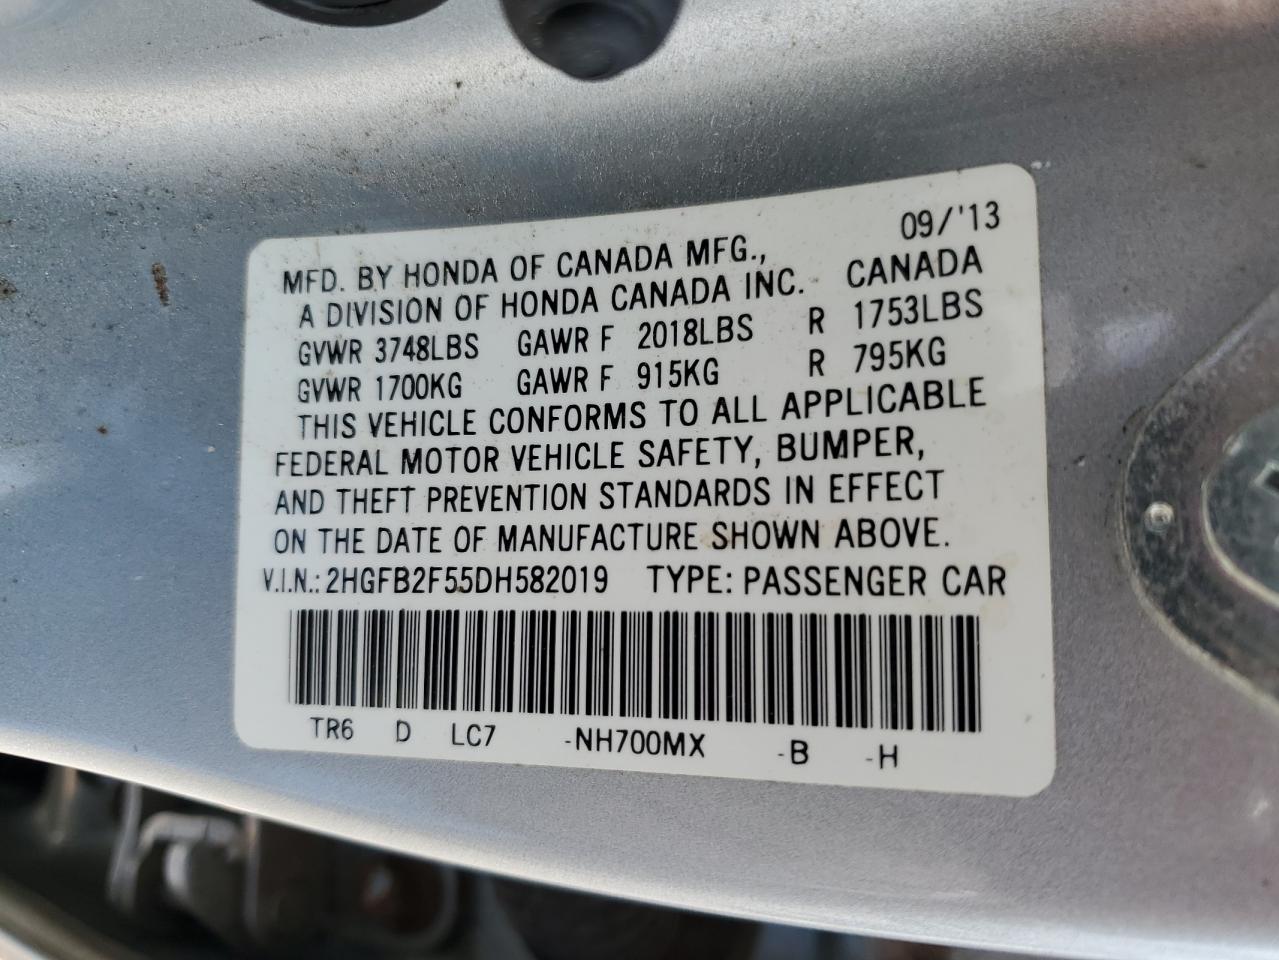 09/'13
MFD. BY HONDA OF CANADA MFG.,
A DIVISION OF HONDA CANADA INC. CANADA
GVWR 3748LBS GAWR F 2018LBS R 1753LBS
GVWR 1700KG GAWR F 915KG R 795KG
THIS VEHICLE CONFORMS TO ALL APPLICABLE
FEDERAL MOTOR VEHICLE SAFETY, BUMPER,
AND THEFT PREVENTION STANDARDS IN EFFECT
ON THE DATE OF MANUFACTURE SHOWN ABOVE.
V.I.N.: 2HGFB2F55DH582019 TYPE: PASSENGER CAR
TR6 D LC7 -NH700MX -B -H